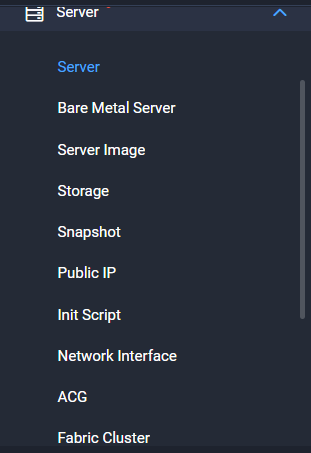 Server
Server
Bare Metal Server
Server Image
Storage
Snapshot
Public IP
Init Script
Network Interface
ACG
Fabric Cluster